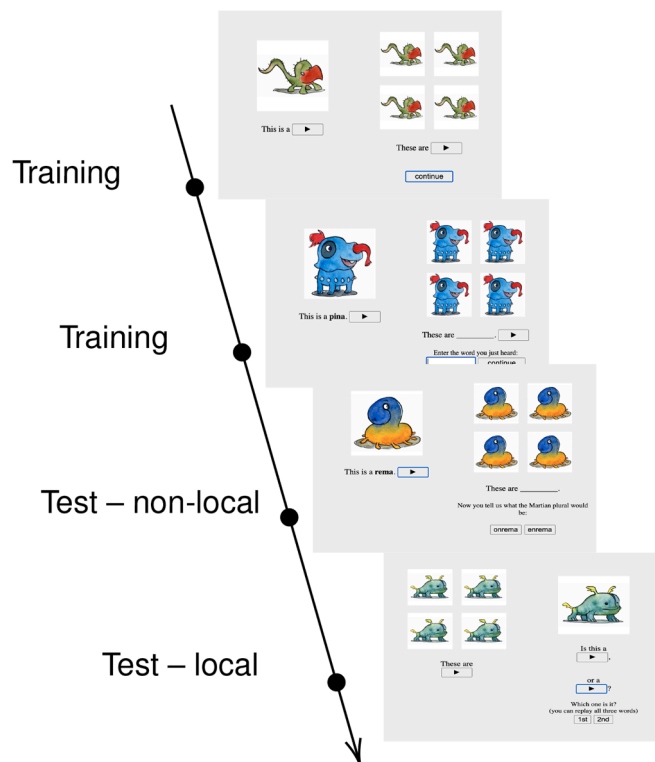 Training
This is a ▶
These are ▶
continue
Training
This is a pina. ▶
These are ________. ▶
Enter the word you just heard:
continue
Test – non-local
This is a rema. ▶
These are __________.
Now you tell us what the Martian plural would
be:
onrema enrema
Test – local
These are
▶
Is this a
▶.
or a
▶?
Which one is it?
(you can replay all three words)
1st 2nd